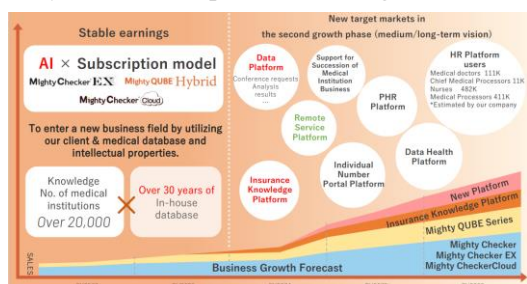 Stable earnings
AI × Subscription model
MightyChecker EX MightyQUBE Hybrid
MightyChecker Cloud
To enter a new business field by utilizing
our client & medical database and
intellectual properties.
Knowledge
No. of medical
institutions
Over 20,000
×
Over 30 years of
In-house
database
New target markets in
the second growth phase (medium/long-term vision)
Data
Platform
Conference requests
Analysis
results
...
Support for
Succession of
Medical
Institution
Business
HR Platform
users
Medical doctors 111K
Chief Medical Processors 11K
Nurses 482K
Medical Processors 411K
*Estimated by our company
PHR
Platform
Remote
Service
Platform
Data Health
Platform
Individual
Number
Portal Platform
Insurance
Knowledge
Platform
New Platform
Insurance Knowledge Platform
Mighty QUBE Series
Mighty Checker
Mighty Checker EX
Mighty CheckerCloud
Business Growth Forecast
SALES